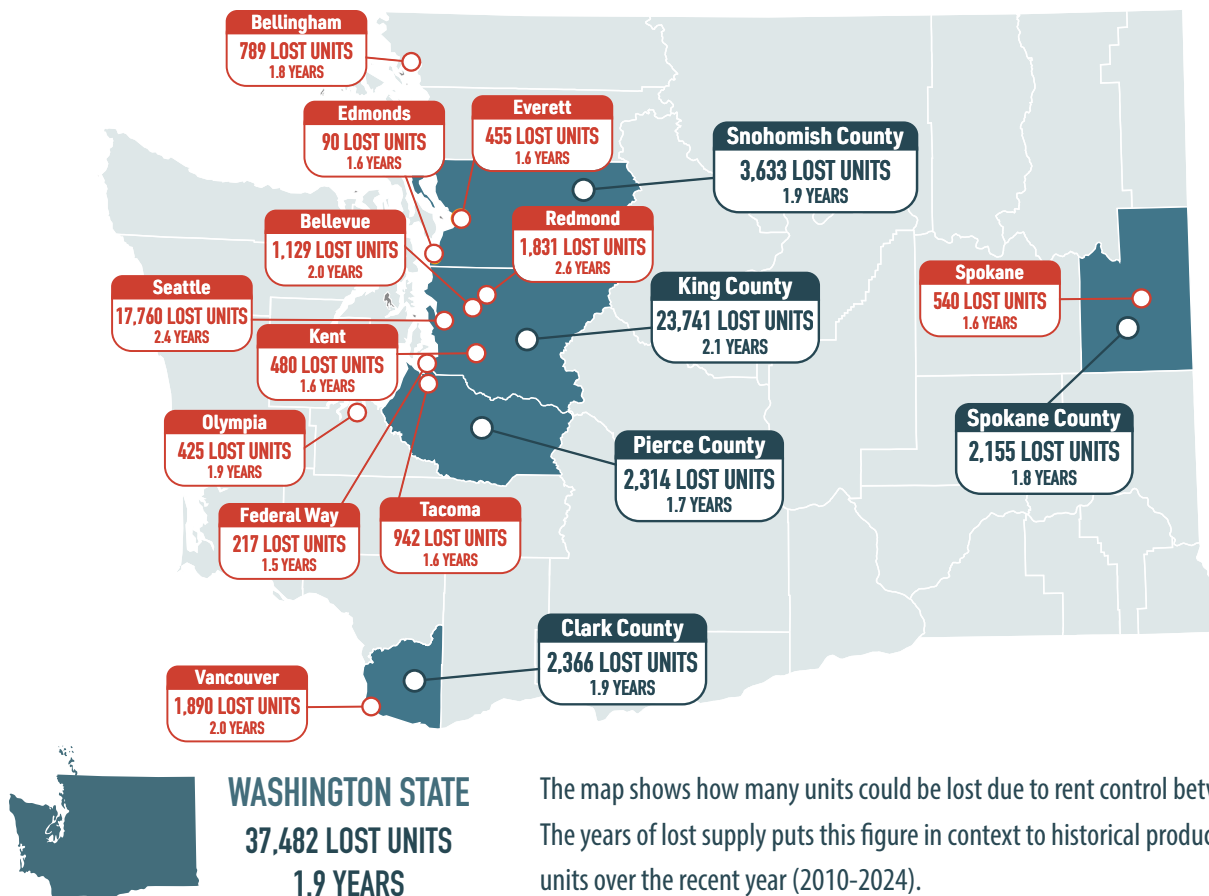 Bellingham
789 LOST UNITS
1.8 YEARS
Edmonds
90 LOST UNITS
1.6 YEARS
Everett
455 LOST UNITS
1.6 YEARS
Snohomish County
3,633 LOST UNITS
1.9 YEARS
Bellevue
1,129 LOST UNITS
2.0 YEARS
Redmond
1,831 LOST UNITS
2.6 YEARS
Seattle
17,760 LOST UNITS
2.4 YEARS
King County
23,741 LOST UNITS
2.1 YEARS
Spokane
540 LOST UNITS
1.6 YEARS
Kent
480 LOST UNITS
1.6 YEARS
Olympia
425 LOST UNITS
1.9 YEARS
Pierce County
2,314 LOST UNITS
1.7 YEARS
Spokane County
2,155 LOST UNITS
1.8 YEARS
Federal Way
217 LOST UNITS
1.5 YEARS
Tacoma
942 LOST UNITS
1.6 YEARS
Clark County
2,366 LOST UNITS
1.9 YEARS
Vancouver
1,890 LOST UNITS
2.0 YEARS
WASHINGTON STATE
37,482 LOST UNITS
1.9 YEARS
The map shows how many units could be lost due to rent control
The years of lost supply puts this figure in context to historical
units over the recent year (2010-2024).